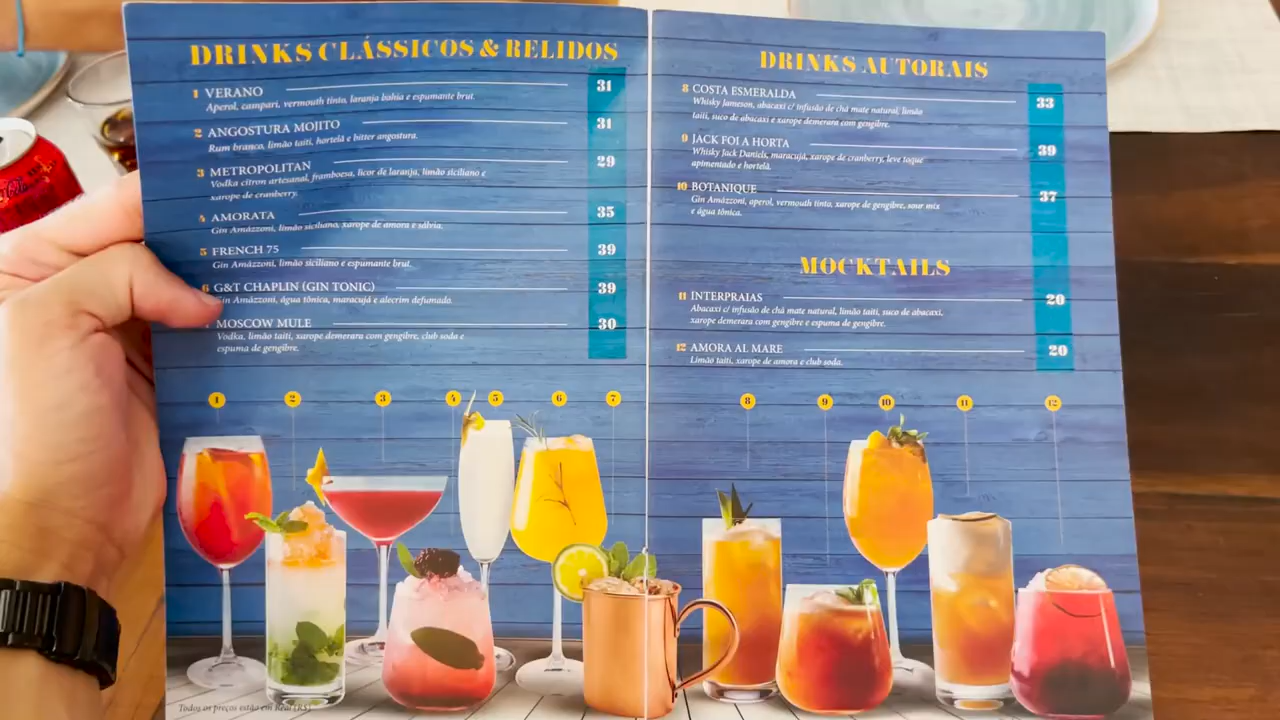 DRINKS CLÁSSICOS & RELIDOS
1 VERANO 31
Aperol, campari, vermouth tinto, laranja bahia e espumante brut.
2 ANGOSTURA MOJITO 31
Rum branco, limão taiti, hortelã e bitter angostura.
3 METROPOLITAN 29
Vodka citron artesanal, framboesa, licor de laranja, limão siciliano e
xarope de cranberry.
4 AMORATA 35
Gin Amázzoni, limão siciliano, xarope de amora e sálvia.
5 FRENCH 75 39
Gin Amázzoni, limão siciliano e espumante brut.
6 G&T CHAPLIN (GIN TONIC) 39
Gin Amázzoni, água tônica, maracujá e alecrim defumado.
MOSCOW MULE 30
Vodka, limão taiti, xarope demerara com gengibre, club soda e
espuma de gengibre.
1 2 3 4 5 6 7
Todos os preços estão em Real (R$)
DRINKS AUTORAIS
8 COSTA ESMERALDA 33
Whisky Jameson, abacaxi c/ infusão de chá mate natural, limão
taiti, suco de abacaxi e xarope demerara com gengibre.
9 JACK FOI A HORTA 39
Whisky Jack Daniels, maracujá, xarope de cranberry, leve toque
apimentado e hortelã.
10 BOTANIQUE 37
Gin Amázzoni, aperol, vermouth tinto, xarope de gengibre, sour mix
e água tônica.
MOCKTAILS
11 INTERPRAIAS 20
Abacaxi c/ infusão de chá mate natural, limão taiti, suco de abacaxi,
xarope demerara com gengibre e espuma de gengibre.
12 AMORA AL MARE 20
Limão taiti, xarope de amora e club soda.
8 9 10 11 12